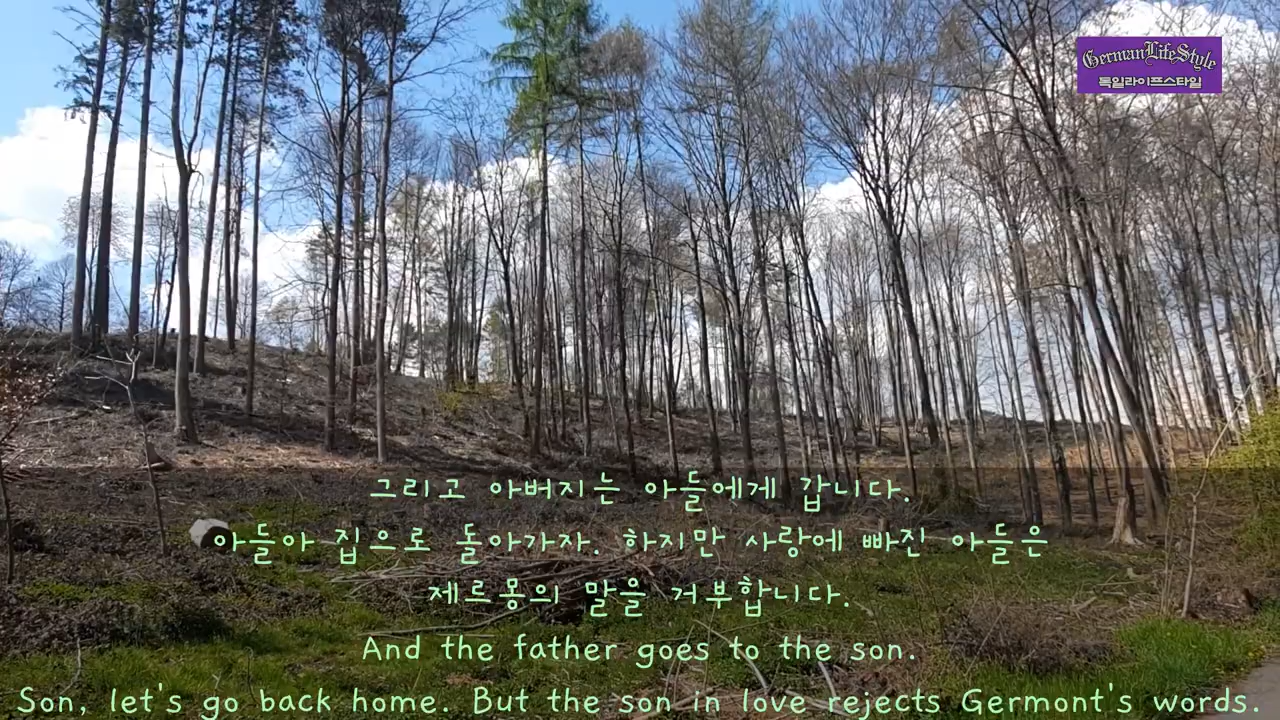 GermanLifeStyle
독일라이프스타일
그리고 아버지는 아들에게 갑니다.
아들아 집으로 돌아가자. 하지만 사랑에 빠진 아들은
제르몽의 말을 거부합니다.
And the father goes to the son.
Son, let's go back home. But the son in love rejects Germont's words.